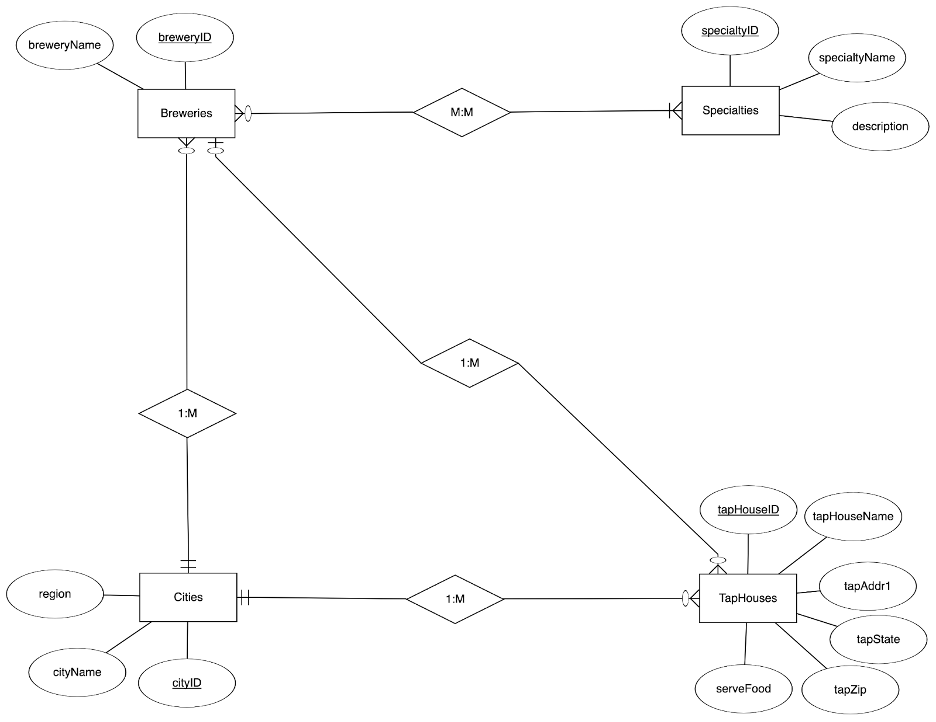 breweryName
breweryID
specialtyID
specialtyName
Breweries
M:M
Specialties
description
1:M
1:M
tapHouseID
tapHouseName
region
Cities
1:M
TapHouses
tapAddr1
tapState
cityName
cityID
serveFood
tapZip